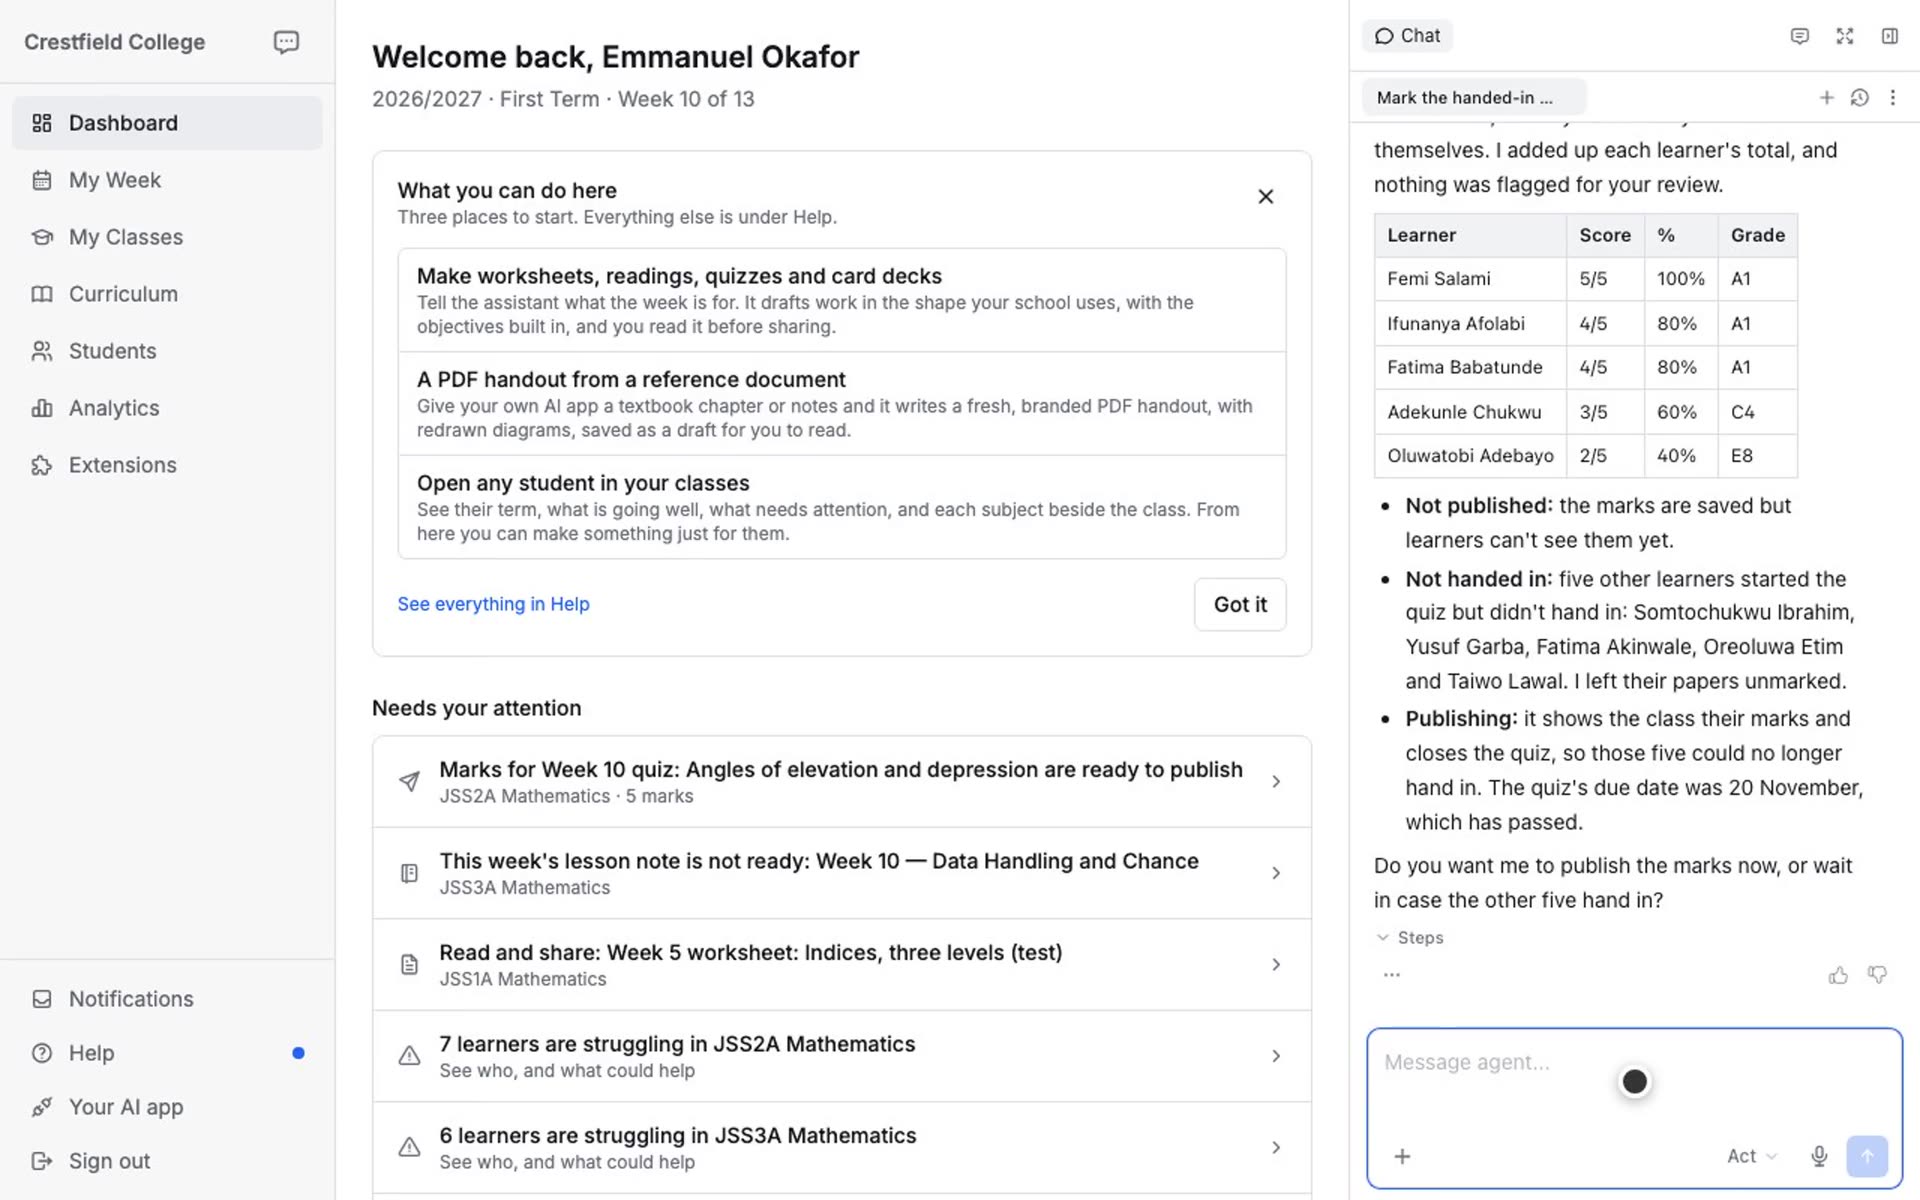 Crestfield College
Dashboard
My Week
My Classes
Curriculum
Students
Analytics
Extensions
Notifications
Help
Your AI app
Sign out
Welcome back, Emmanuel Okafor
2026/2027 · First Term · Week 10 of 13
What you can do here
Three places to start. Everything else is under Help.
Make worksheets, readings, quizzes and card decks
Tell the assistant what the week is for. It drafts work in the shape your school uses, with the
objectives built in, and you read it before sharing.
A PDF handout from a reference document
Give your own AI app a textbook chapter or notes and it writes a fresh, branded PDF handout, with
redrawn diagrams, saved as a draft for you to read.
Open any student in your classes
See their term, what is going well, what needs attention, and each subject beside the class. From
here you can make something just for them.
See everything in Help
Got it
Needs your attention
Marks for Week 10 quiz: Angles of elevation and depression are ready to publish
JSS2A Mathematics · 5 marks
This week's lesson note is not ready: Week 10 — Data Handling and Chance
JSS3A Mathematics
Read and share: Week 5 worksheet: Indices, three levels (test)
JSS1A Mathematics
7 learners are struggling in JSS2A Mathematics
See who, and what could help
6 learners are struggling in JSS3A Mathematics
See who, and what could help
Chat
Mark the handed-in ...
themselves. I added up each learner's total, and
nothing was flagged for your review.
Learner Score % Grade
Femi Salami 5/5 100% A1
Ifunanya Afolabi 4/5 80% A1
Fatima Babatunde 4/5 80% A1
Adekunle Chukwu 3/5 60% C4
Oluwatobi Adebayo 2/5 40% E8
• Not published: the marks are saved but
learners can't see them yet.
• Not handed in: five other learners started the
quiz but didn't hand in: Somtochukwu Ibrahim,
Yusuf Garba, Fatima Akinwale, Oreoluwa Etim
and Taiwo Lawal. I left their papers unmarked.
• Publishing: it shows the class their marks and
closes the quiz, so those five could no longer
hand in. The quiz's due date was 20 November,
which has passed.
Do you want me to publish the marks now, or wait
in case the other five hand in?
Steps
Message agent...
Act